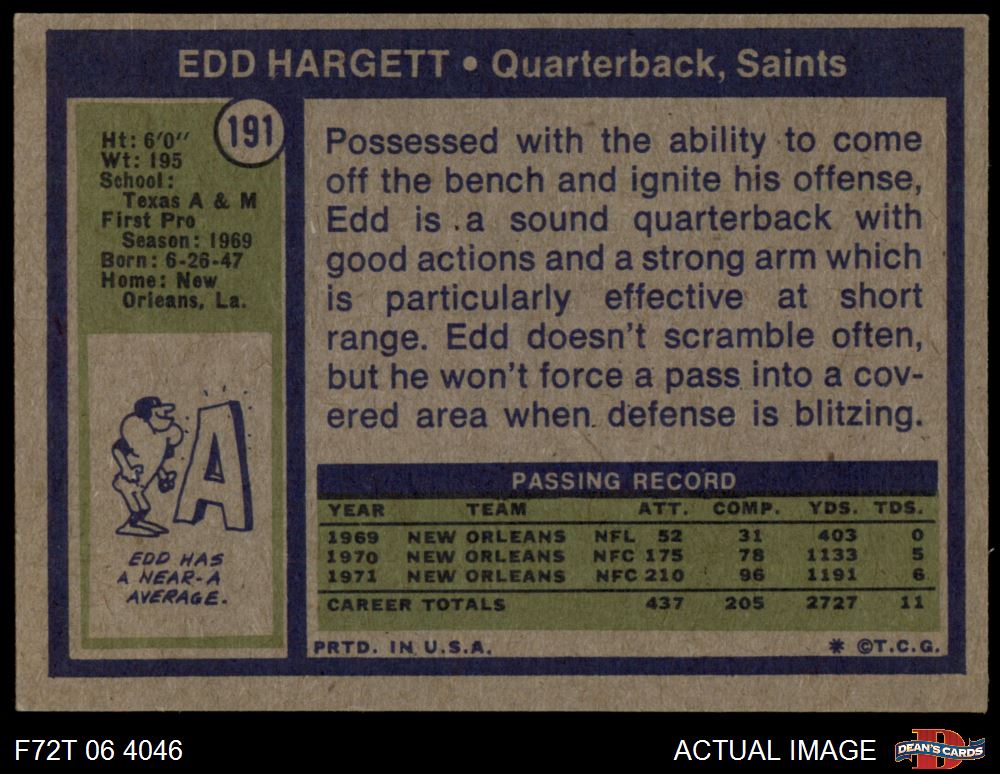 EDD HARGETT • Quarterback, Saints
191
Ht: 6'0"
Wt: 195
School:
Texas A & M
First Pro
Season: 1969
Born: 6-26-47
Home: New
Orleans, La.
A
EDD HAS
A NEAR-A
AVERAGE.
Possessed with the ability to come
off the bench and ignite his offense,
Edd is a sound quarterback with
good actions and a strong arm which
is particularly effective at short
range. Edd doesn't scramble often,
but he won't force a pass into a cov-
ered area when defense is blitzing.
PASSING RECORD
YEAR TEAM ATT. COMP. YDS. TDS.
1969 NEW ORLEANS NFL 52 31 403 0
1970 NEW ORLEANS NFC 175 78 1133 5
1971 NEW ORLEANS NFC 210 96 1191 6
CAREER TOTALS 437 205 2727 11
PRTD. IN U.S.A. * ©T.C.G.
F72T 06 4046 ACTUAL IMAGE
D
DEAN'S CARDS